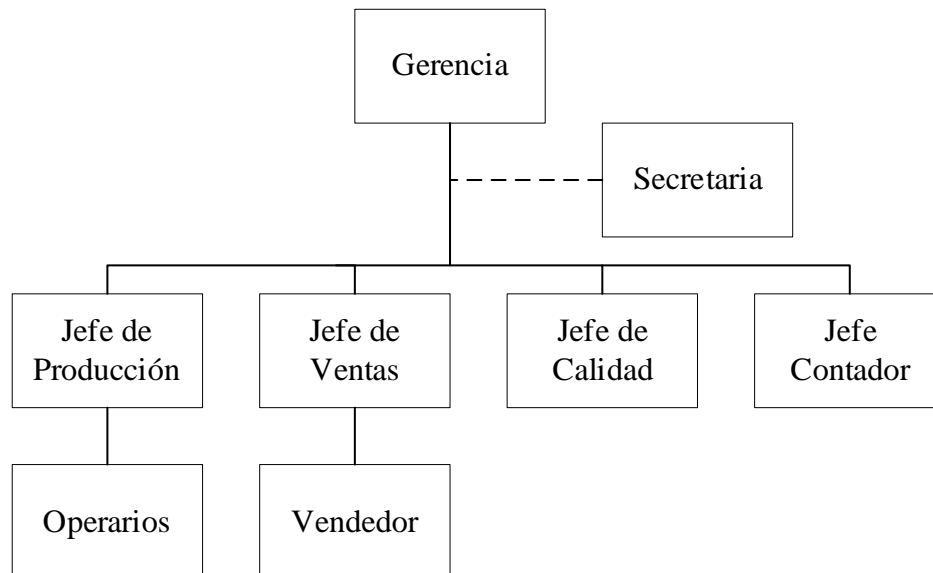 Gerencia
Secretaria
Jefe de
Producción
Jefe de
Ventas
Jefe de
Calidad
Jefe
Contador
Operarios
Vendedor